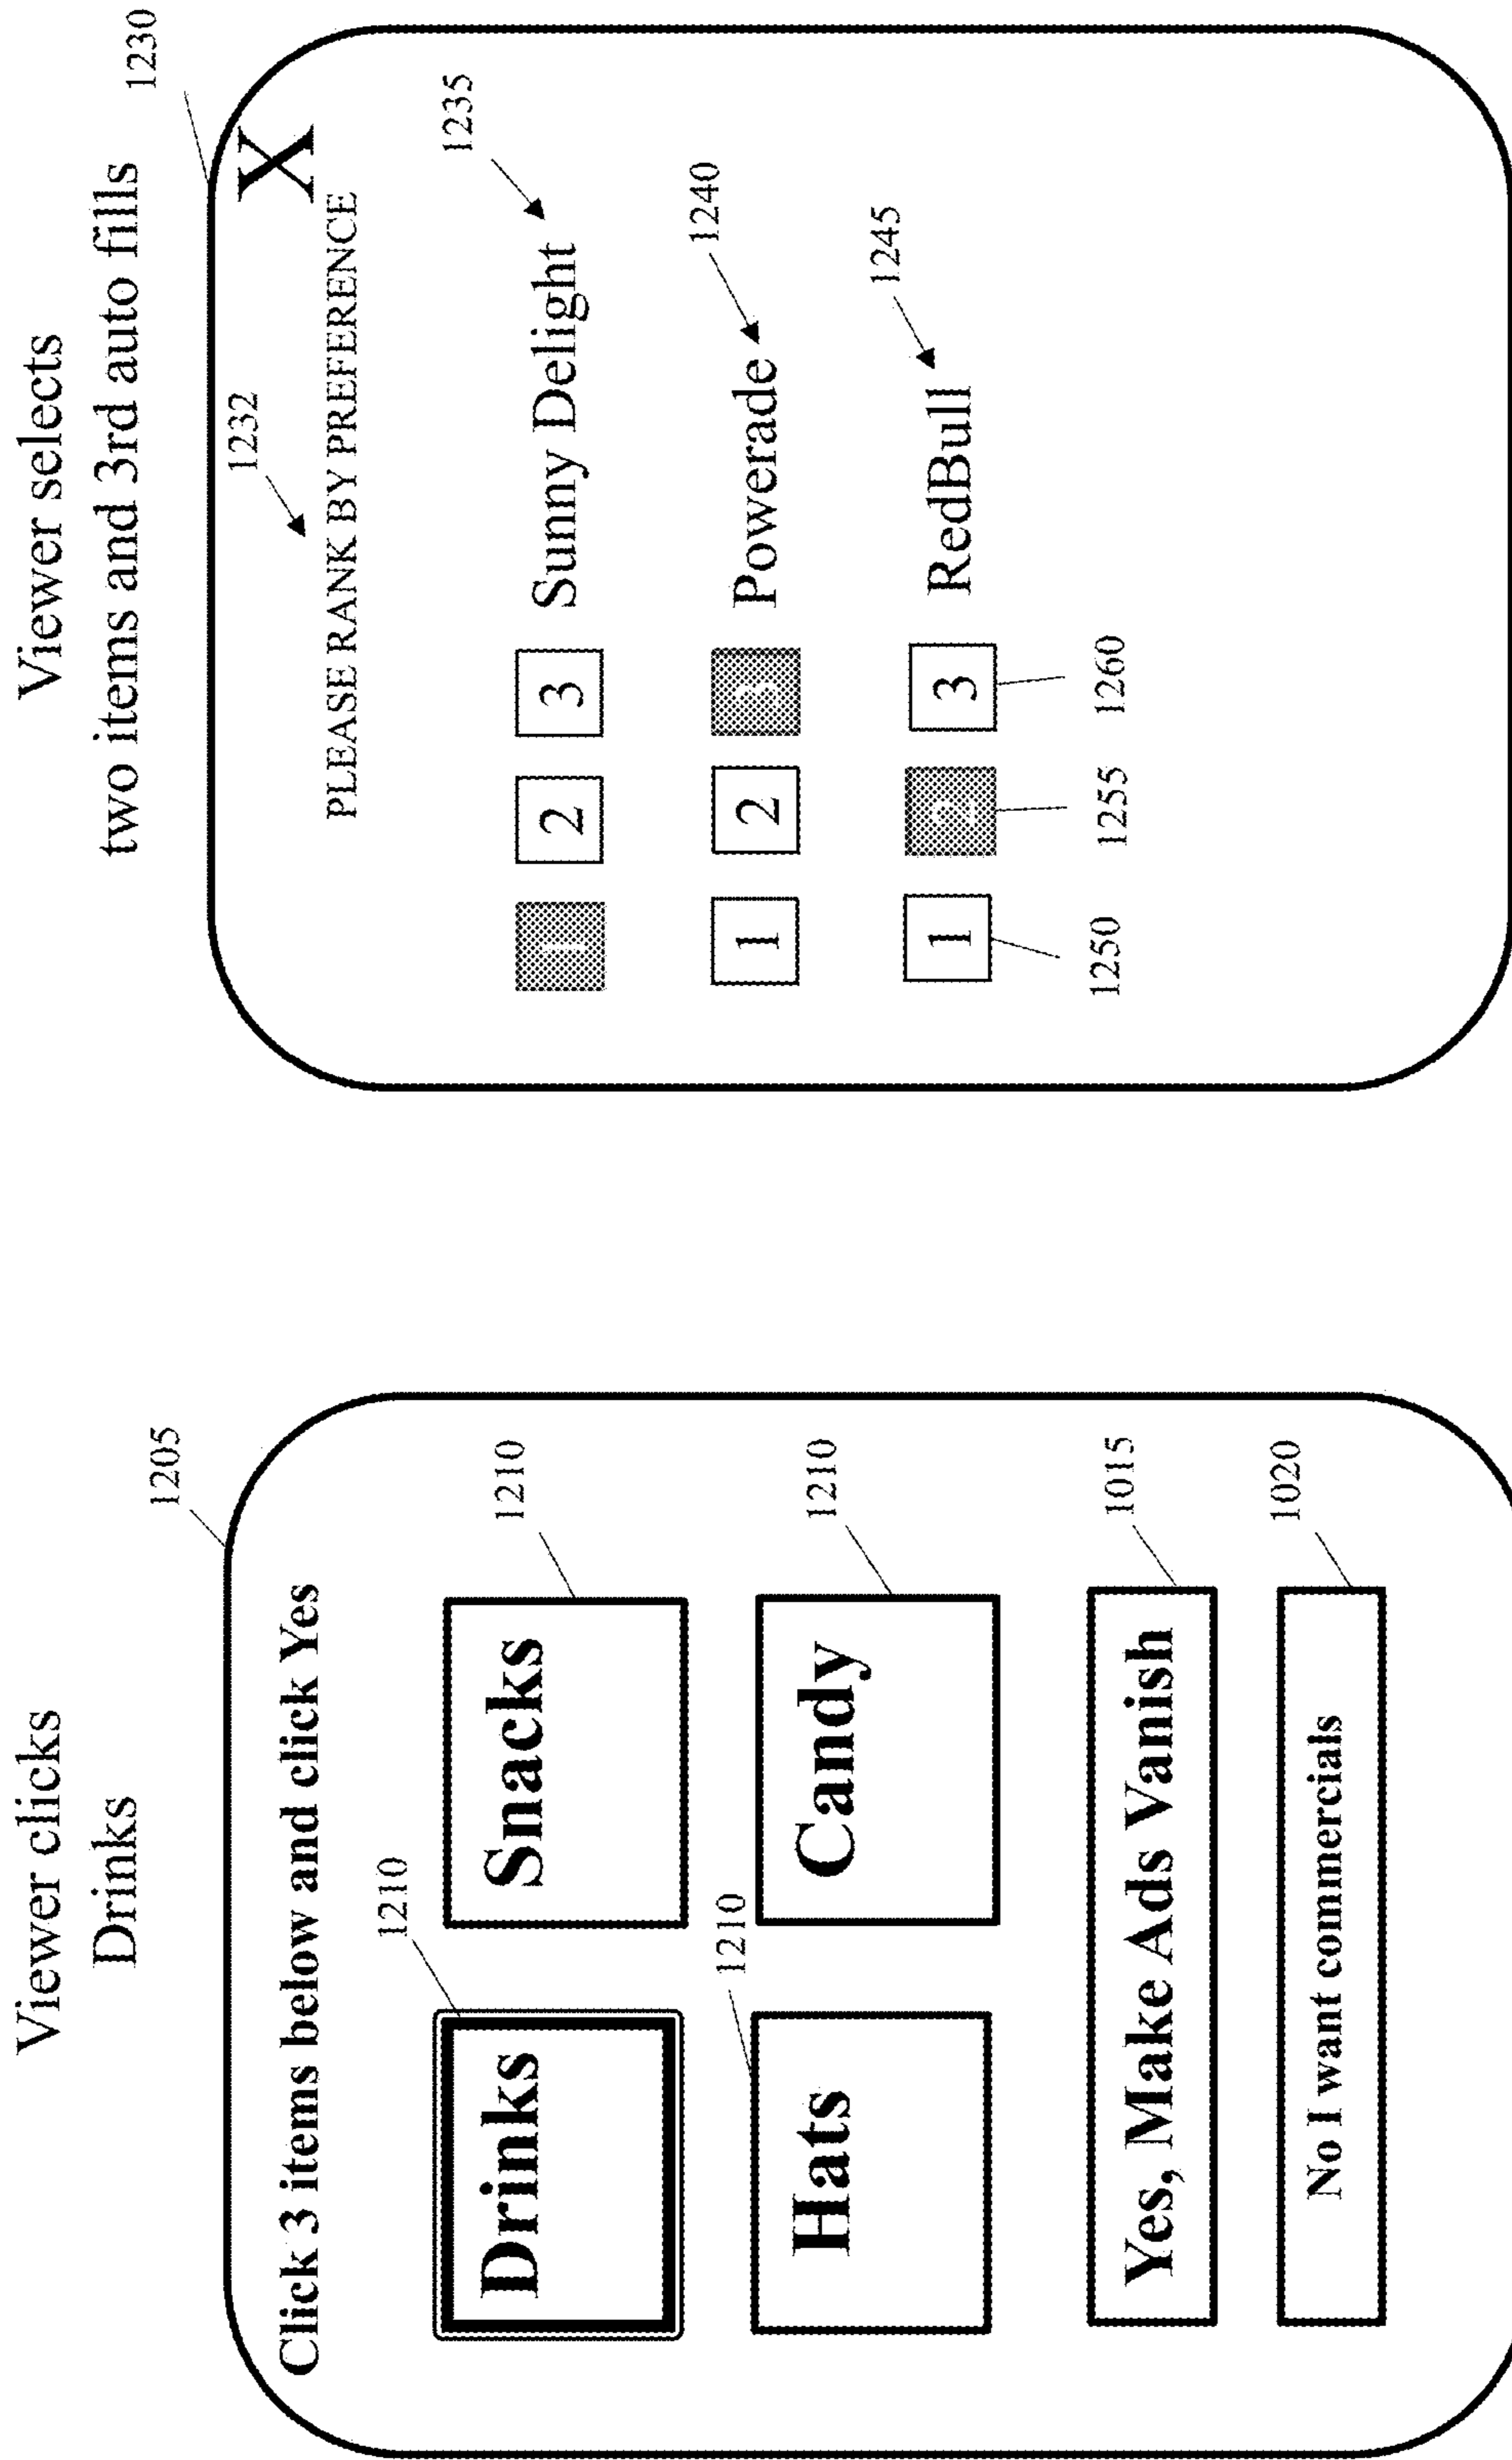 Viewer clicks
Drinks
1205
Click 3 items below and click Yes
1210
Drinks
Snacks
1210
1210
Hats
Candy
1210
Yes, Make Ads Vanish
1015
No I want commercials
1020
Viewer selects
two items and 3rd auto fills
1230
1232
X
PLEASE RANK BY PREFERENCE
1235
1 2 3 Sunny Delight
1240
1 2 3 Powerade
1245
1 2 3 RedBull
1250 1255 1260